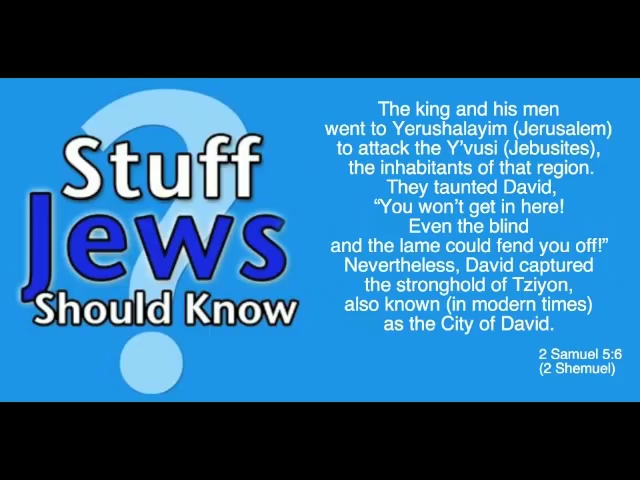 Stuff
Jews
Should Know
The king and his men
went to Yerushalayim (Jerusalem)
to attack the Y’vusi (Jebusites),
the inhabitants of that region.
They taunted David,
“You won’t get in here!
Even the blind
and the lame could fend you off!”
Nevertheless, David captured
the stronghold of Tziyon,
also known (in modern times)
as the City of David.
2 Samuel 5:6
(2 Shemuel)